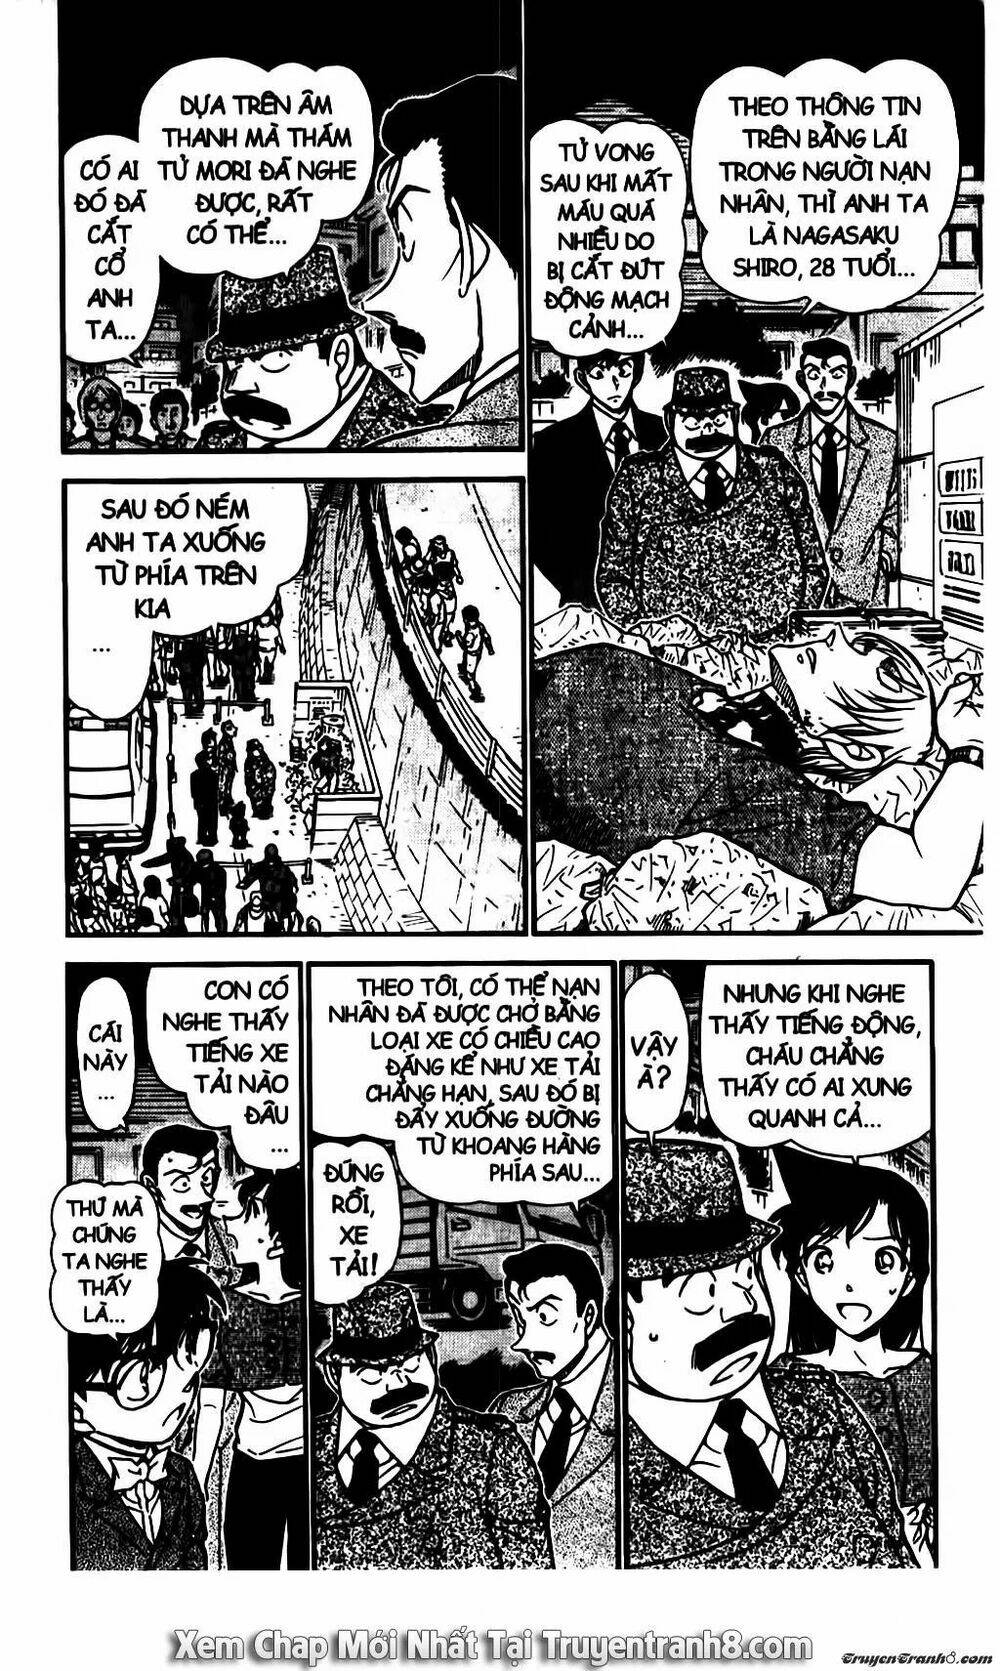 THEO THÔNG TIN
TRÊN BẰNG LÁI
TRONG NGƯỜI NẠN
NHÂN, THÌ ANH TA
LÀ NAGASAKU
SHIRO, 28 TUỔI...
TỬ VONG
SAU KHI MẤT
MÁU QUÁ
NHIỀU DO
BỊ CẮT ĐỨT
ĐỘNG MẠCH
CẢNH...
DỰA TRÊN ÂM
THANH MÀ THÁM
TỬ MORI ĐÃ NGHE
ĐƯỢC, RẤT
CÓ THỂ...
CÓ AI
ĐÓ ĐÃ
CẮT
CỔ
ANH
TA...
SAU ĐÓ NÉM
ANH TA XUỐNG
TỪ PHÍA TRÊN
KIA
...
NHƯNG KHI NGHE
THẤY TIẾNG ĐỘNG,
CHÁU CHẲNG
THẤY CÓ AI XUNG
QUANH CẢ...
VẬY
À?
THEO TÔI, CÓ THỂ NẠN
NHÂN ĐÃ ĐƯỢC CHỞ BẰNG
LOẠI XE CÓ CHIỀU CAO
ĐÁNG KỂ NHƯ XE TẢI
CHẲNG HẠN, SAU ĐÓ BỊ
ĐẨY XUỐNG ĐƯỜNG
TỪ KHOANG HÀNG
PHÍA SAU...
ĐÚNG
RỒI,
XE
TẢI!
CON CÓ
NGHE THẤY
TIẾNG XE
TẢI NÀO
ĐÂU
...
CÁI
NÀY
...
THỨ MÀ
CHÚNG
TA NGHE
THẤY
LÀ...
Xem Chap Mới Nhất Tại Truyentranh8.com
TruyenTranh8.com